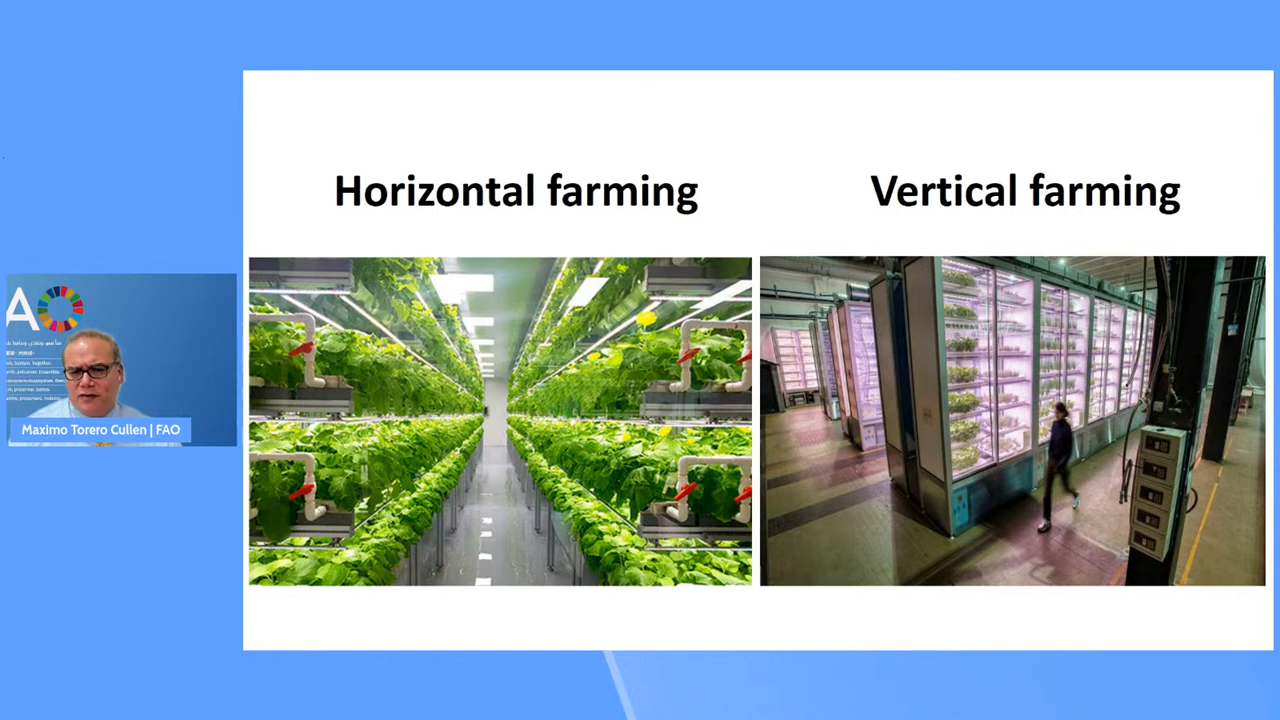 Horizontal farming
Vertical farming
A
Maximo Torero Cullen | FAO